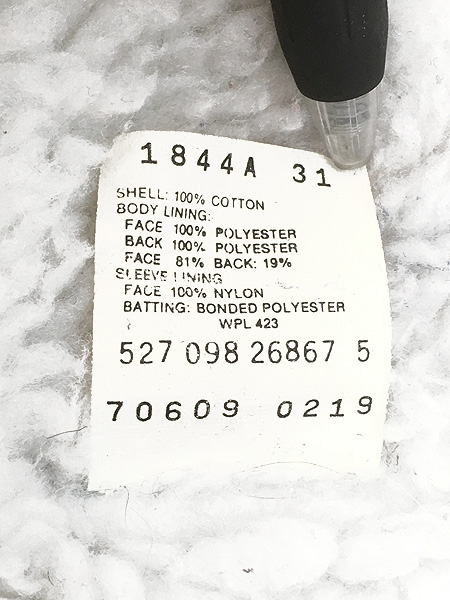 1844A 31
SHELL: 100% COTTON
BODY LINING:
FACE 100% POLYESTER
BACK 100% POLYESTER
FACE 81% BACK: 19%
SLEEVE LINING
FACE 100% NYLON
BATTING: BONDED POLYESTER
WPL 423
527 098 26867 5
70609 0219